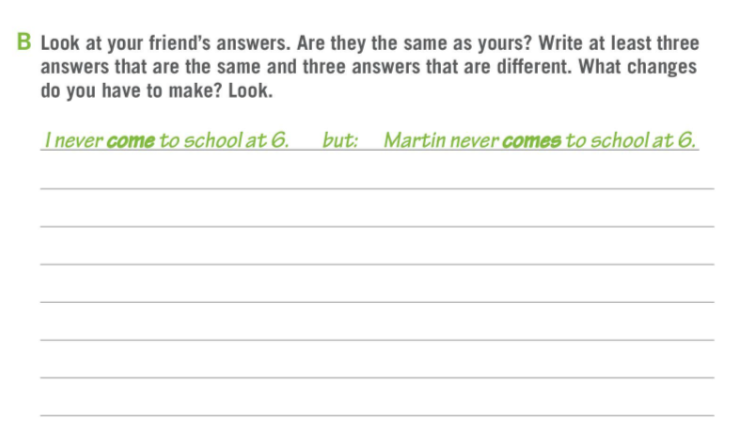 B Look at your friend's answers. Are they the same as yours? Write at least three
answers that are the same and three answers that are different. What changes
do you have to make? Look.
I never come to school at 6. but: Martin never comes to school at 6.